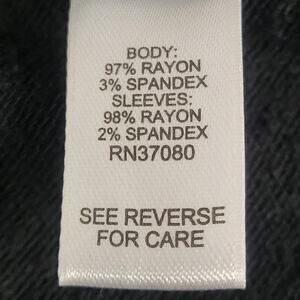 BODY:
97% RAYON
3% SPANDEX
SLEEVES:
98% RAYON
2% SPANDEX
RN37080
SEE REVERSE
FOR CARE